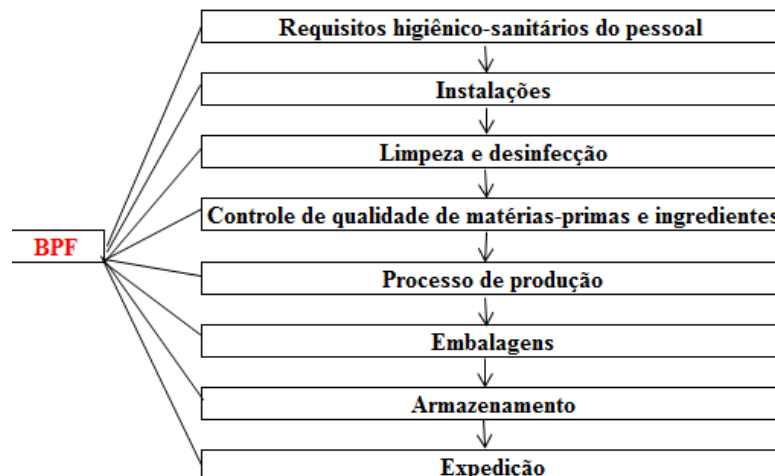 Requisitos higiênico-sanitários do pessoal
Instalações
Limpeza e desinfecção
Controle de qualidade de matérias-primas e ingredientes
BPF
Processo de produção
Embalagens
Armazenamento
Expedição